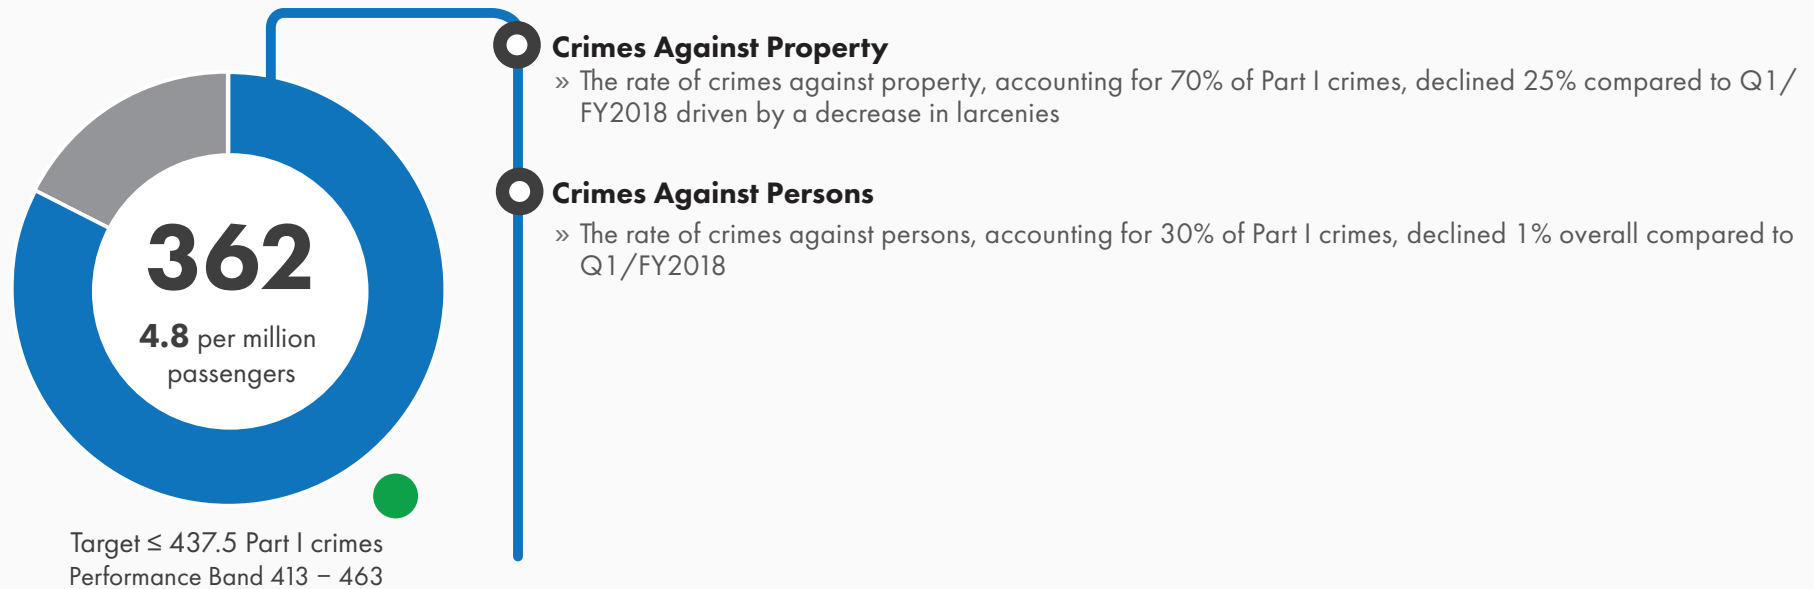 362
4.8 per million
passengers
Target ≤ 437.5 Part I crimes
Performance Band 413 – 463
Crimes Against Property
» The rate of crimes against property, accounting for 70% of Part I crimes, declined 25% compared to Q1/
FY2018 driven by a decrease in larcenies
Crimes Against Persons
» The rate of crimes against persons, accounting for 30% of Part I crimes, declined 1% overall compared to
Q1/FY2018